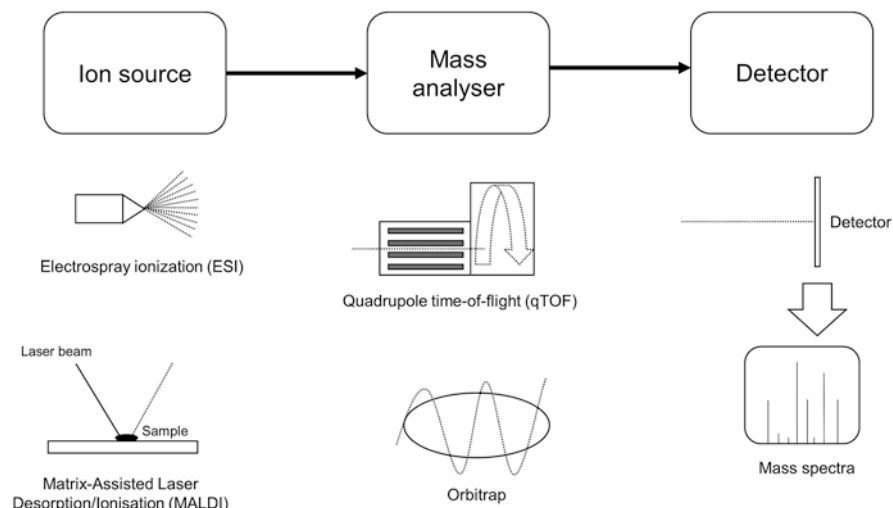 Ion source
Mass
analyser
Detector
Electrospray ionization (ESI)
Quadrupole time-of-flight (qTOF)
Detector
Laser beam
Sample
Matrix-Assisted Laser
Desorption/Ionisation (MALDI)
Orbitrap
Mass spectra